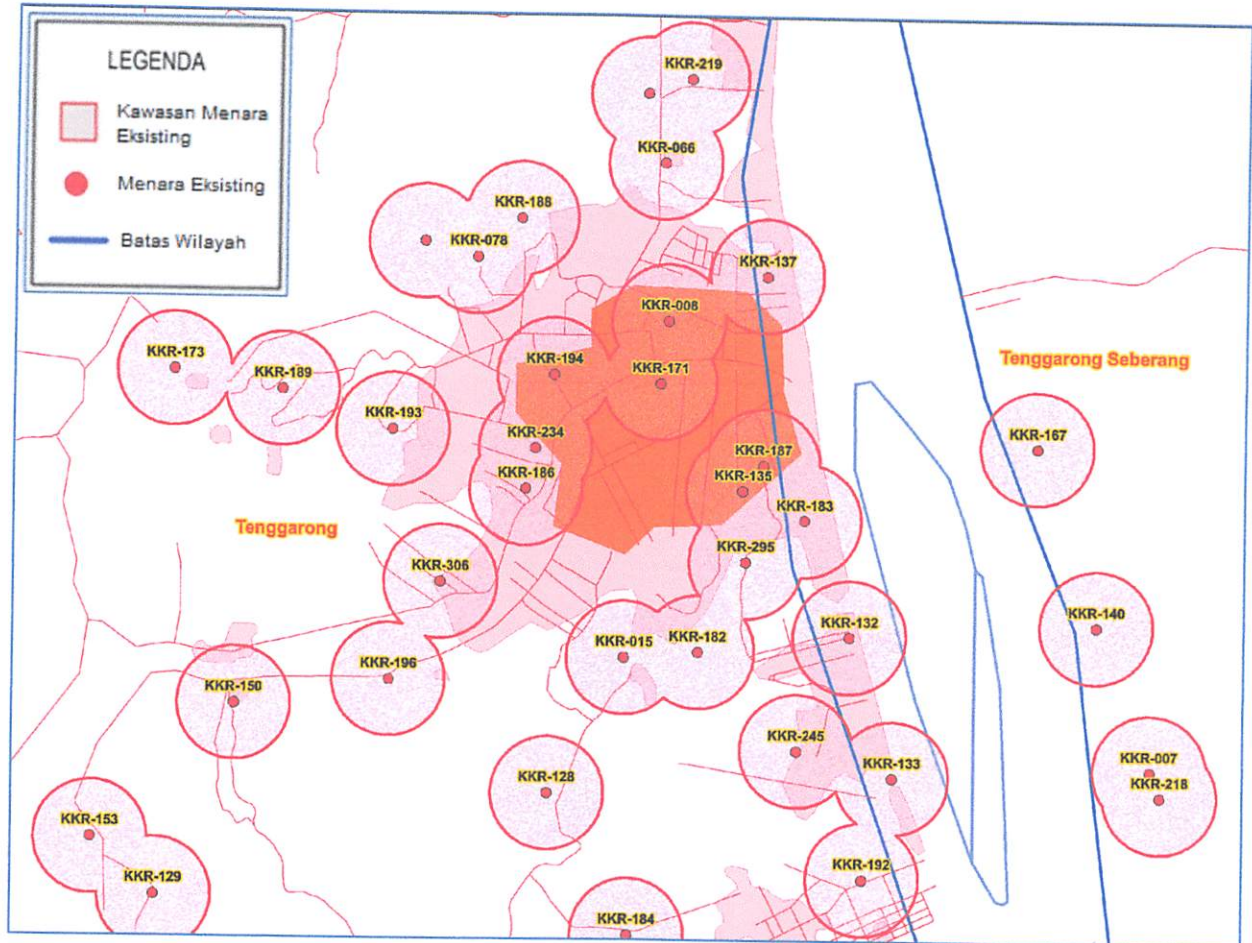 LEGENDA
Kawasan Menara
Eksisting
Menara Eksisting
Batas Wilayah
KKR-219
KKR-066
KKR-188
KKR-078
KKR-137
KKR-008
KKR-194
KKR-171
KKR-173
KKR-189
KKR-193
Tenggarong Seberang
KKR-167
KKR-234
KKR-187
KKR-186
KKR-135
KKR-183
Tenggarong
KKR-295
KKR-306
KKR-132
KKR-140
KKR-015
KKR-182
KKR-196
KKR-150
KKR-245
KKR-133
KKR-007
KKR-218
KKR-128
KKR-153
KKR-129
KKR-192
KKR-184